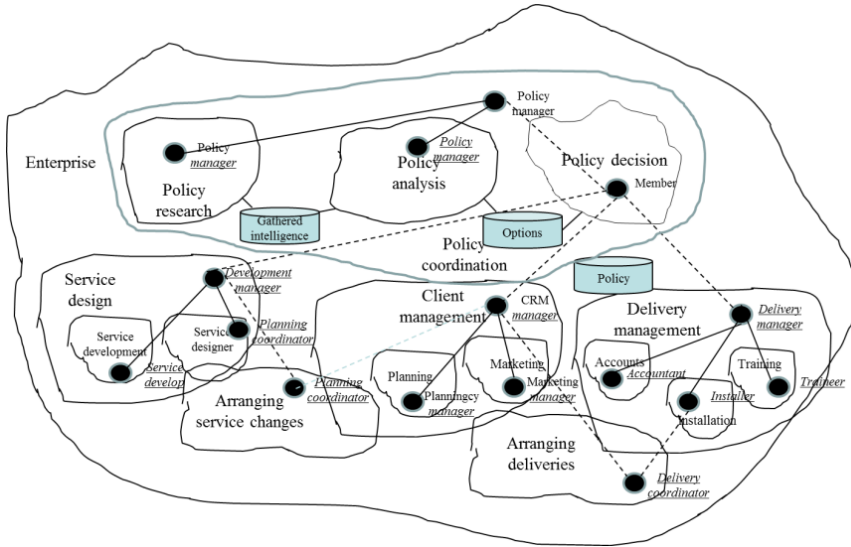 Policy
manager
Enterprise
Policy
manager
Policy
research
Policy
manager
Policy
analysis
Policy decision
Member
Gathered
intelligence
Options
Policy
coordination
Policy
Service
design
Development
manager
Service
development
Service
designer
Planning
coordinator
Service
develop
Client
management
CRM
manager
Planning
Planningcy manager
Marketing
Marketing
manager
Delivery
management
Delivery
manager
Accounts
Accountant
Training
Traineer
Installer
Installation
Arranging
service changes
Planning
coordinator
Arranging
deliveries
Delivery
coordinator